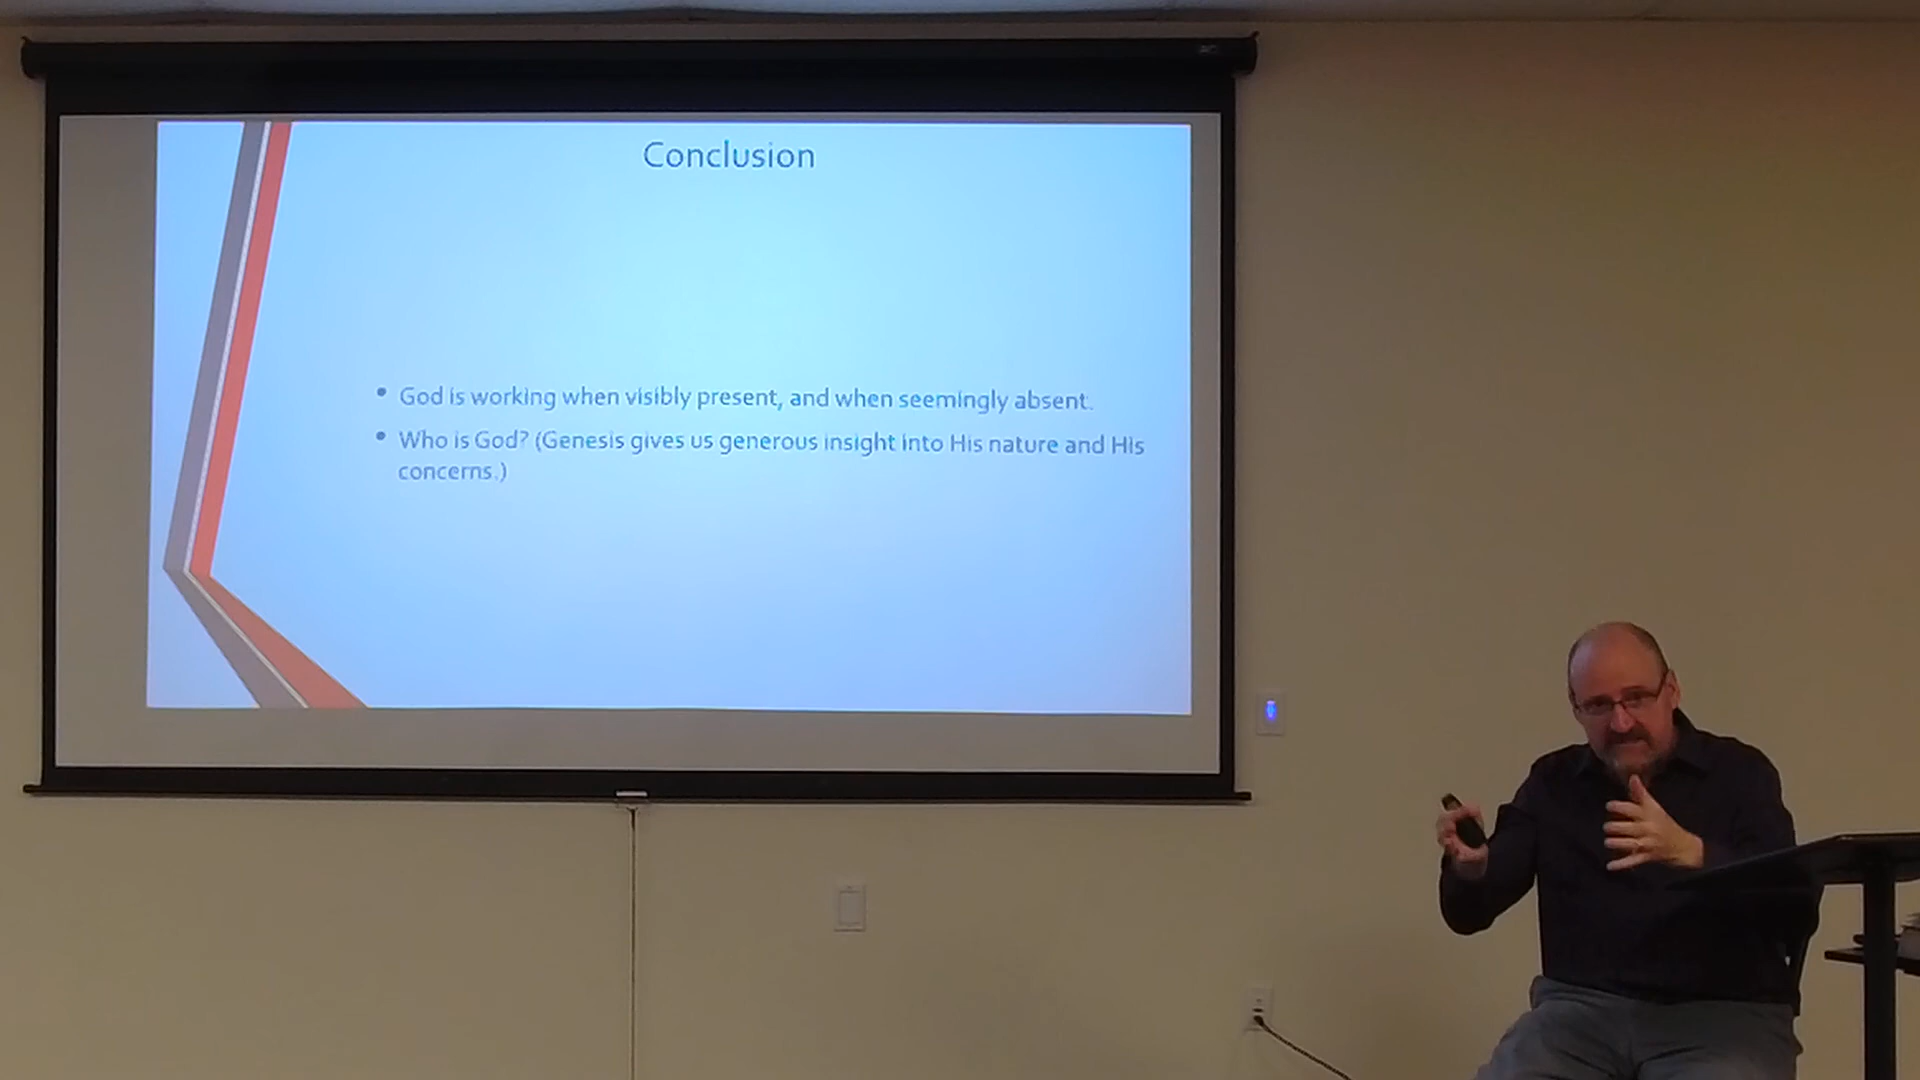 Conclusion
• God is working when visibly present, and when seemingly absent.
• Who is God? (Genesis gives us generous insight into His nature and His
concerns.)